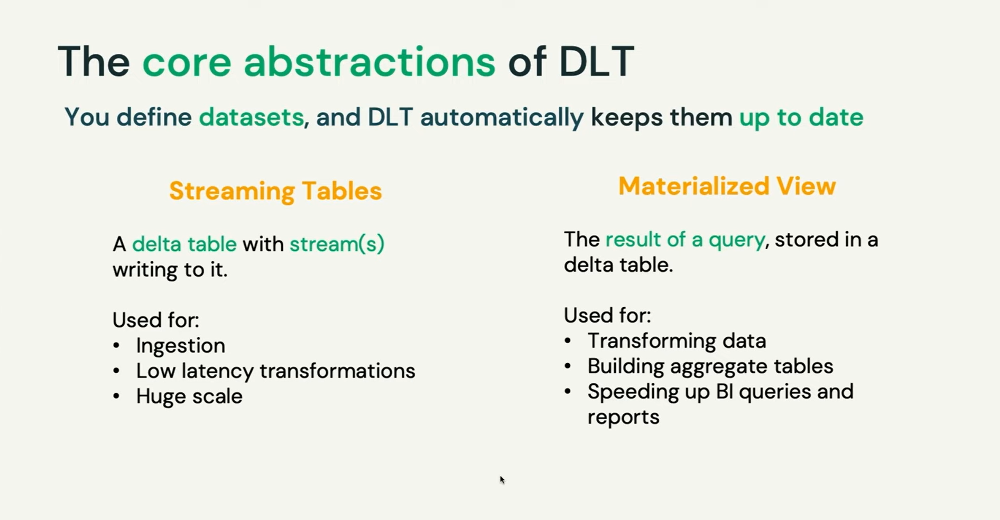 The core abstractions of DLT
You define datasets, and DLT automatically keeps them up to date
Streaming Tables
A delta table with stream(s)
writing to it.
Used for:
• Ingestion
• Low latency transformations
• Huge scale
Materialized View
The result of a query, stored in a
delta table.
Used for:
• Transforming data
• Building aggregate tables
• Speeding up BI queries and
reports